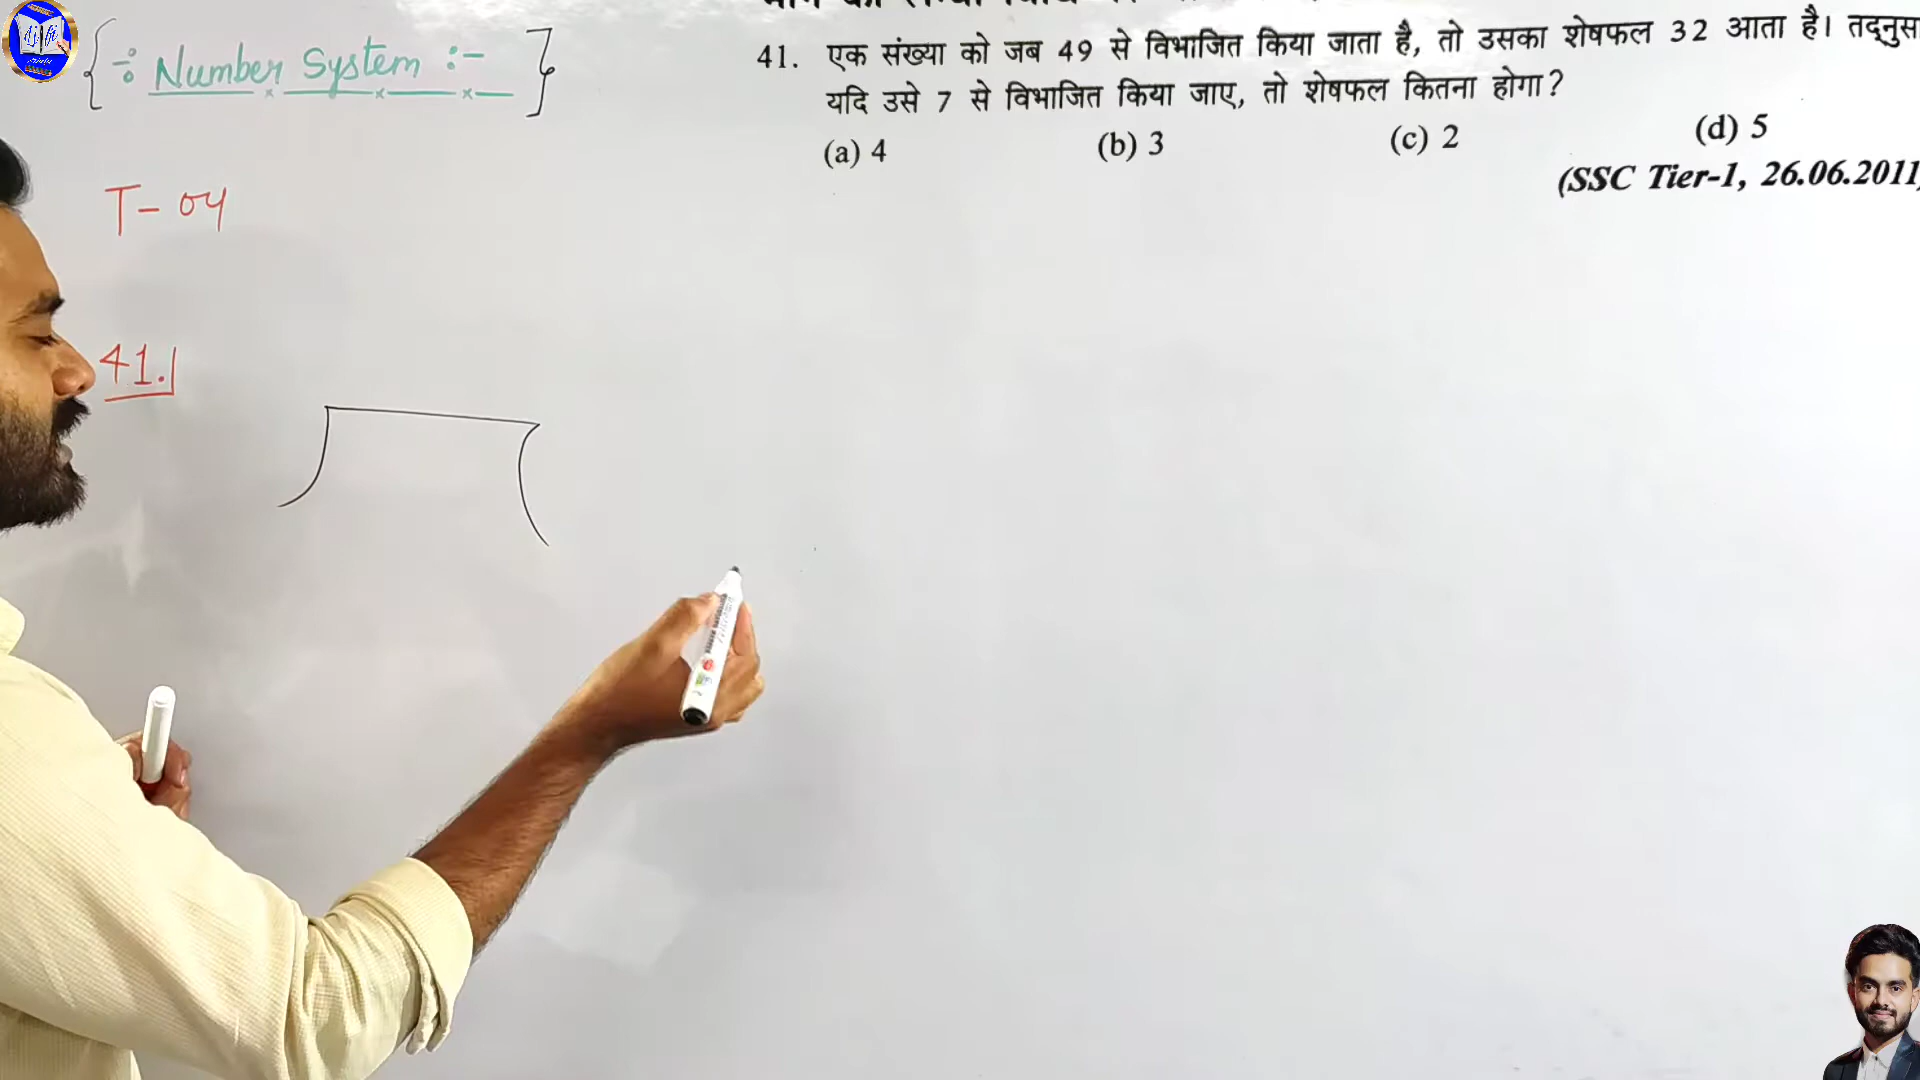 { ÷ Number System :- }
T- 04
41.
41. एक संख्या को जब 49 से विभाजित किया जाता है, तो उसका शेषफल 32 आता है।
यदि उसे 7 से विभाजित किया जाए, तो शेषफल कितना होगा?
(a) 4 (b) 3 (c) 2 (d) 5
(SSC Tier-1, 26.06.2011)